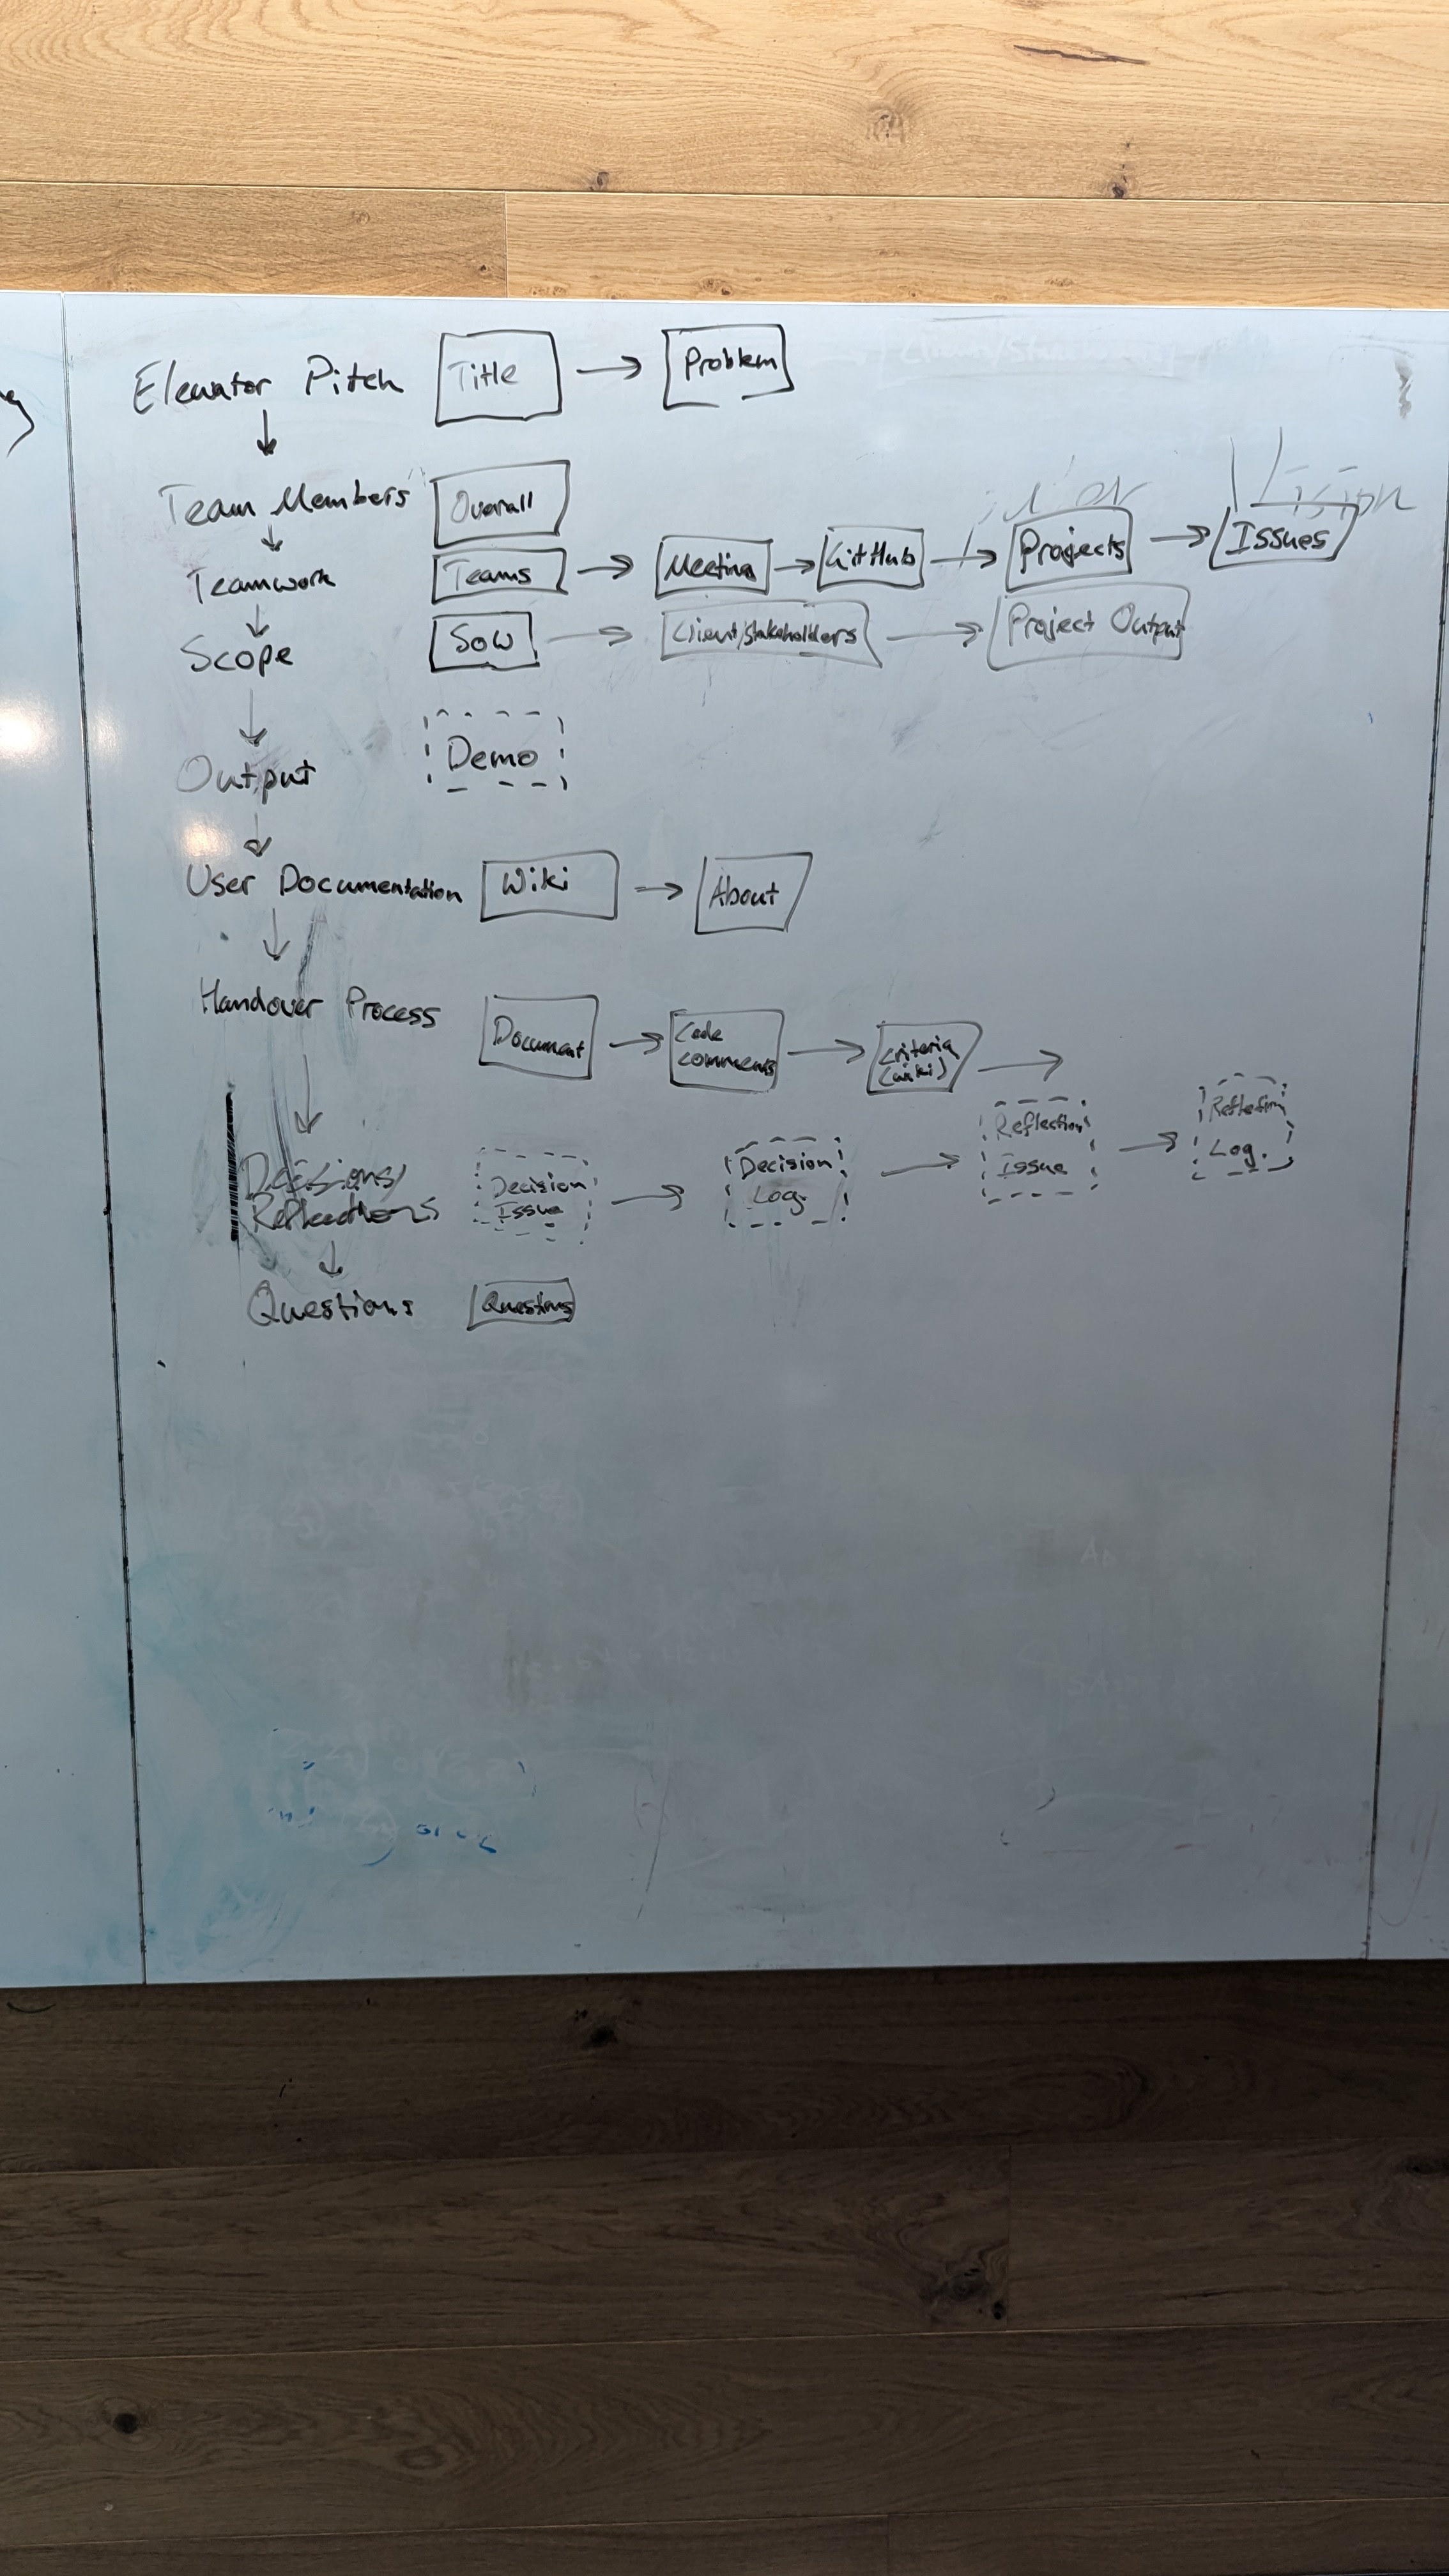 Elevator Pitch Title → Problem
Team Members Overall
Teamwork Teams → Meeting → GitHub → Projects → Issues
Vision
Scope SoW → Client/Stakeholders → Project Output
Output Demo
User Documentation Wiki → About
Handover Process Document → Code comments → Criteria (wiki) →
Decisions/ Reflections Decision Issue → Decision Log. → Reflection Issue → Reflection Log.
Questions Questions